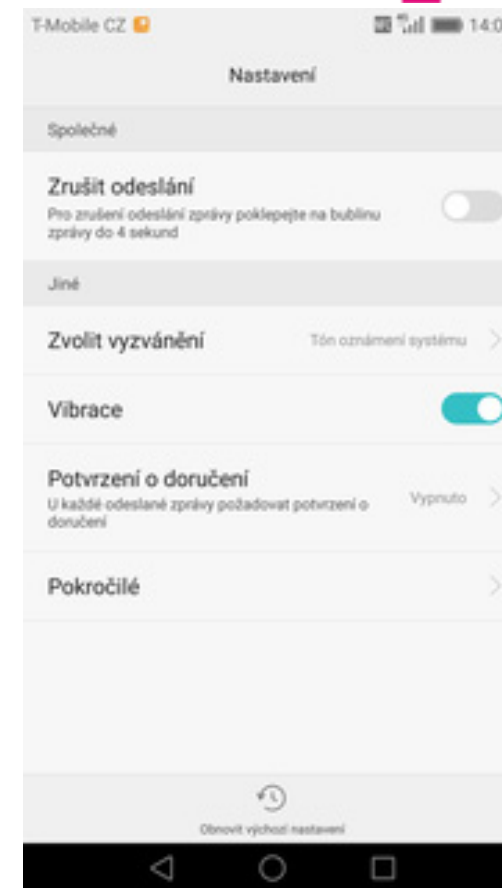 T-Mobile CZ
14:0
Nastavení
Společné
Zrušit odeslání
Pro zrušení odeslání zprávy poklepejte na bublinu
zprávy do 4 sekund
Jiné
Zvolit vyzvánění
Tón oznámení systému
Vibrace
Potvrzení o doručení
U každé odeslané zprávy požadovat potvrzení o
doručení
Vypnuto
Pokročilé
Obnovit výchozí nastavení